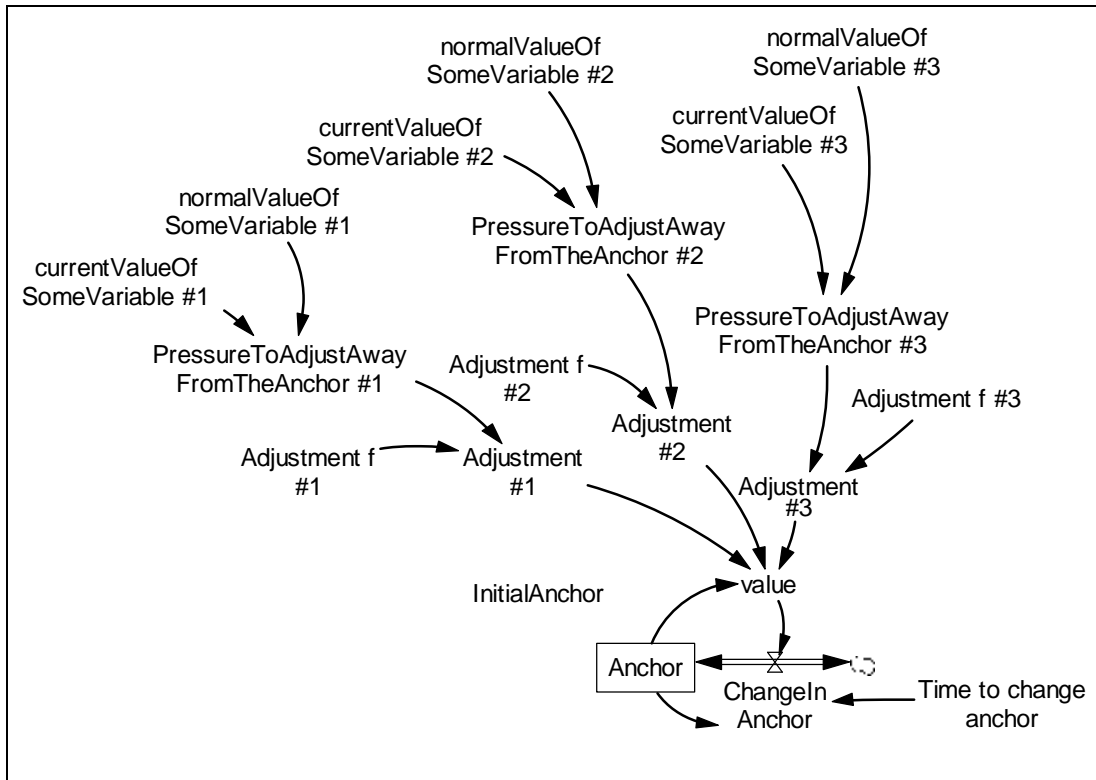 normalValueOf
SomeVariable #2
normalValueOf
SomeVariable #3
currentValueOf
SomeVariable #2
currentValueOf
SomeVariable #3
normalValueOf
SomeVariable #1
currentValueOf
SomeVariable #1
PressureToAdjustAway
FromTheAnchor #2
PressureToAdjustAway
FromTheAnchor #3
PressureToAdjustAway
FromTheAnchor #1
Adjustment f
#2
Adjustment f #3
Adjustment
#2
Adjustment f
#1
Adjustment
#1
Adjustment
#3
InitialAnchor
value
Anchor
ChangeIn
Anchor
Time to change
anchor